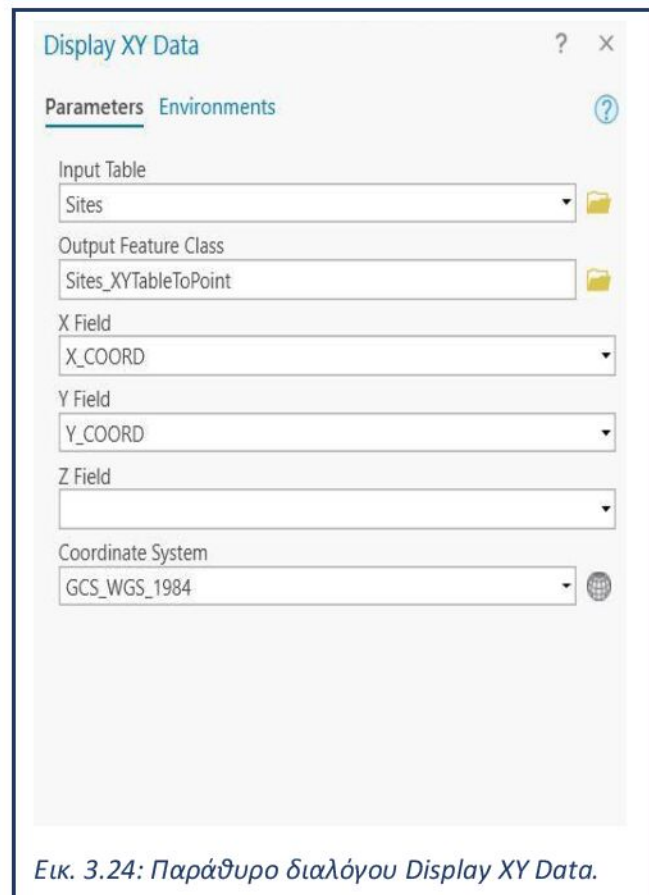 Display XY Data ? ×
Parameters Environments ?
Input Table
Sites
Output Feature Class
Sites_XYTableToPoint
X Field
X_COORD
Y Field
Y_COORD
Z Field
Coordinate System
GCS_WGS_1984
Εικ. 3.24: Παράθυρο διαλόγου Display XY Data.